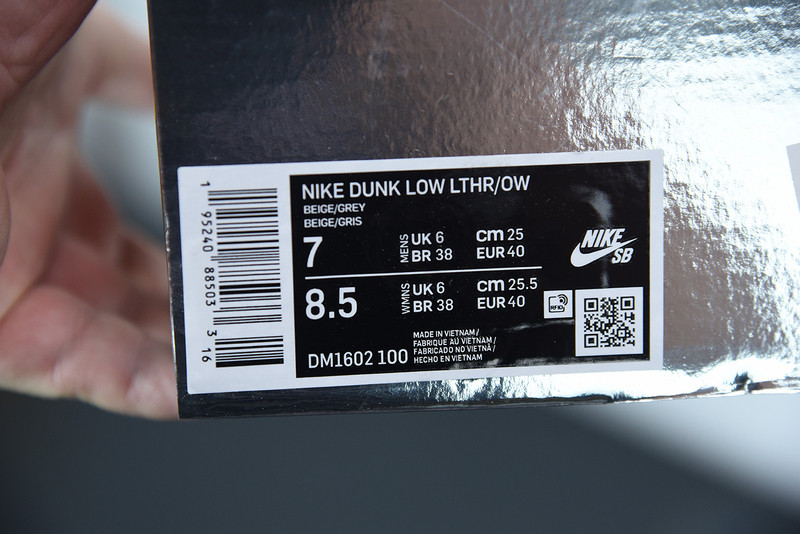 NIKE DUNK LOW LTHR/OW
BEIGE/GREY
BEIGE/GRIS
7 MENS UK 6 cm 25
BR 38 EUR 40
8.5 WMNS UK 6 cm 25.5
BR 38 EUR 40
NIKE
SB
RFID
DM1602 100
MADE IN VIETNAM/
FABRIQUE AU VIETNAM/
FABRICADO NO VIETNÃ/
HECHO EN VIETNAM
1 95240 88503 3 16